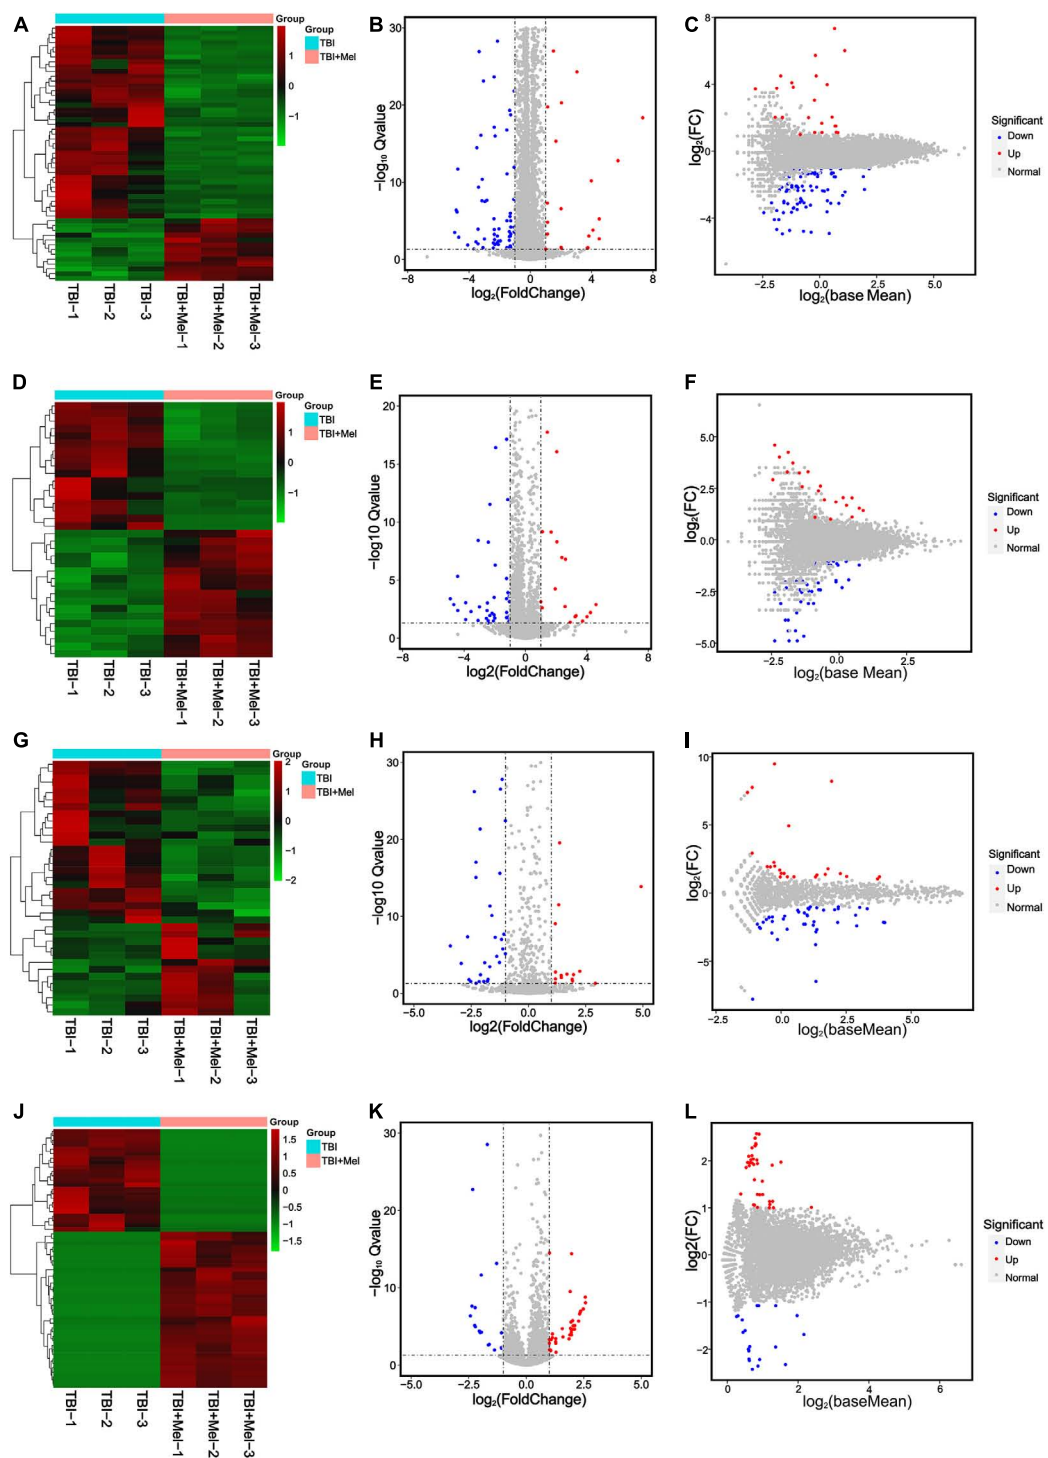 A
Group
Group
TBI
TBI+Mel
1
0
−1
TBI−1
TBI−2
TBI−3
TBI+Mel−1
TBI+Mel−2
TBI+Mel−3
B
−log₁₀ Qvalue
30
20
10
0
−8
−4
0
4
8
log₂(FoldChange)
C
log₂(FC)
8
4
0
−4
−2.5
0.0
2.5
5.0
log₂(base Mean)
Significant
Down
Up
Normal
D
Group
Group
TBI
TBI+Mel
1
0
−1
TBI−1
TBI−2
TBI−3
TBI+Mel−1
TBI+Mel−2
TBI+Mel−3
E
−log10 Qvalue
20
15
10
5
0
−8
−4
0
4
8
log2(FoldChange)
F
log₂(FC)
5.0
2.5
0.0
−2.5
−5.0
−2.5
0.0
2.5
log₂(base Mean)
Significant
Down
Up
Normal
G
Group
Group
TBI
TBI+Mel
2
1
0
−1
−2
TBI−1
TBI−2
TBI−3
TBI+Mel−1
TBI+Mel−2
TBI+Mel−3
H
−log10 Qvalue
30
20
10
0
−5.0
−2.5
0.0
2.5
5.0
log2(FoldChange)
I
log₂(FC)
10
5
0
−5
−2.5
0.0
2.5
5.0
log₂(baseMean)
Significant
Down
Up
Normal
J
Group
Group
TBI
TBI+Mel
1.5
1
0.5
0
−0.5
−1
−1.5
TBI−1
TBI−2
TBI−3
TBI+Mel−1
TBI+Mel−2
TBI+Mel−3
K
−log₁₀ Qvalue
30
20
10
0
−5.0
−2.5
0.0
2.5
5.0
log₂(FoldChange)
L
log2(FC)
2
1
0
−1
−2
0
2
4
6
log₂(baseMean)
Significant
Down
Up
Normal